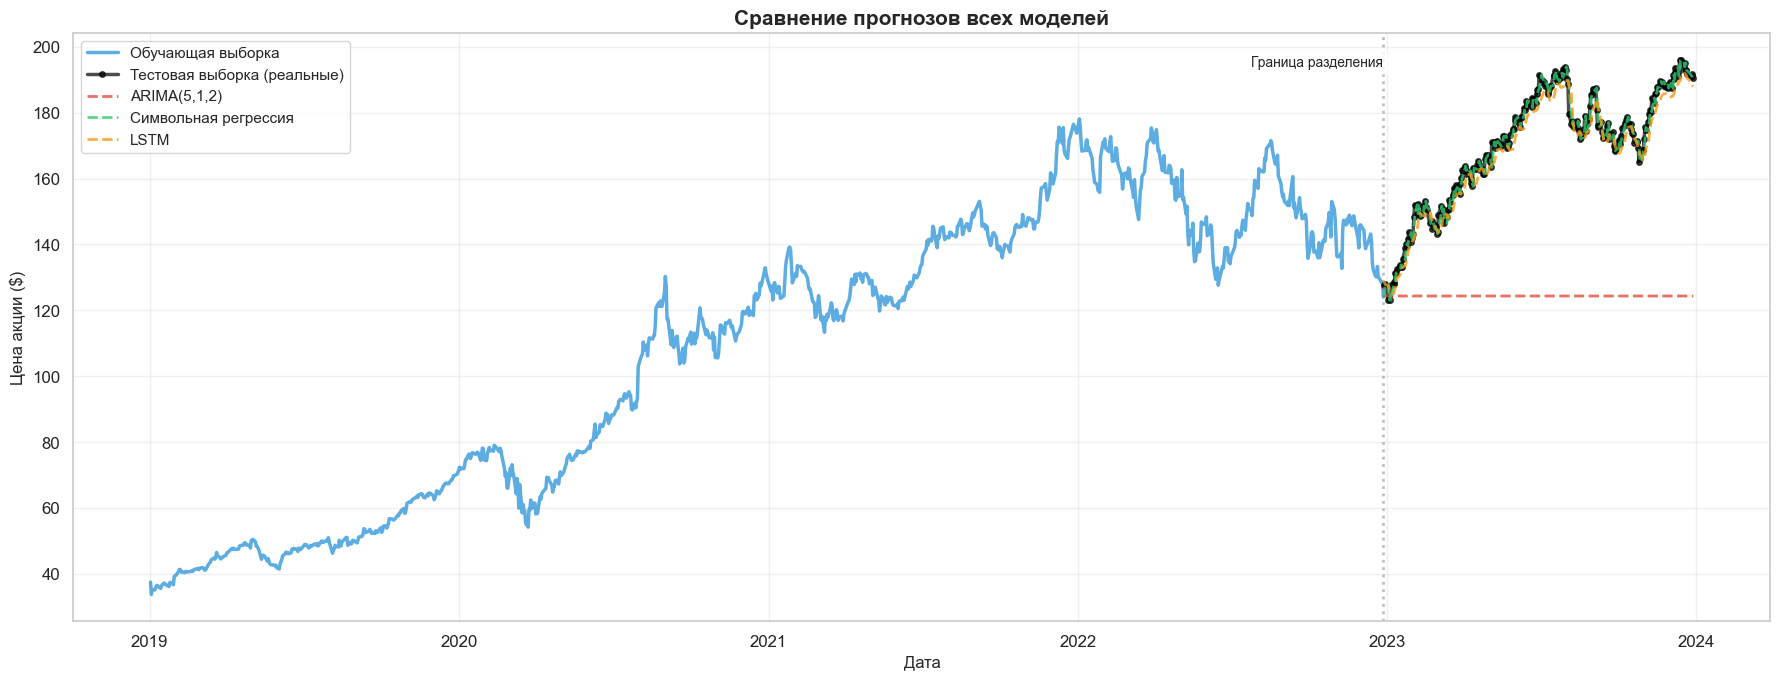 Сравнение прогнозов всех моделей
Обучающая выборка
Тестовая выборка (реальные)
ARIMA(5,1,2)
Символьная регрессия
LSTM
Граница разделения
Цена акции ($)
200
180
160
140
120
100
80
60
40
2019
2020
2021
2022
2023
2024
Дата